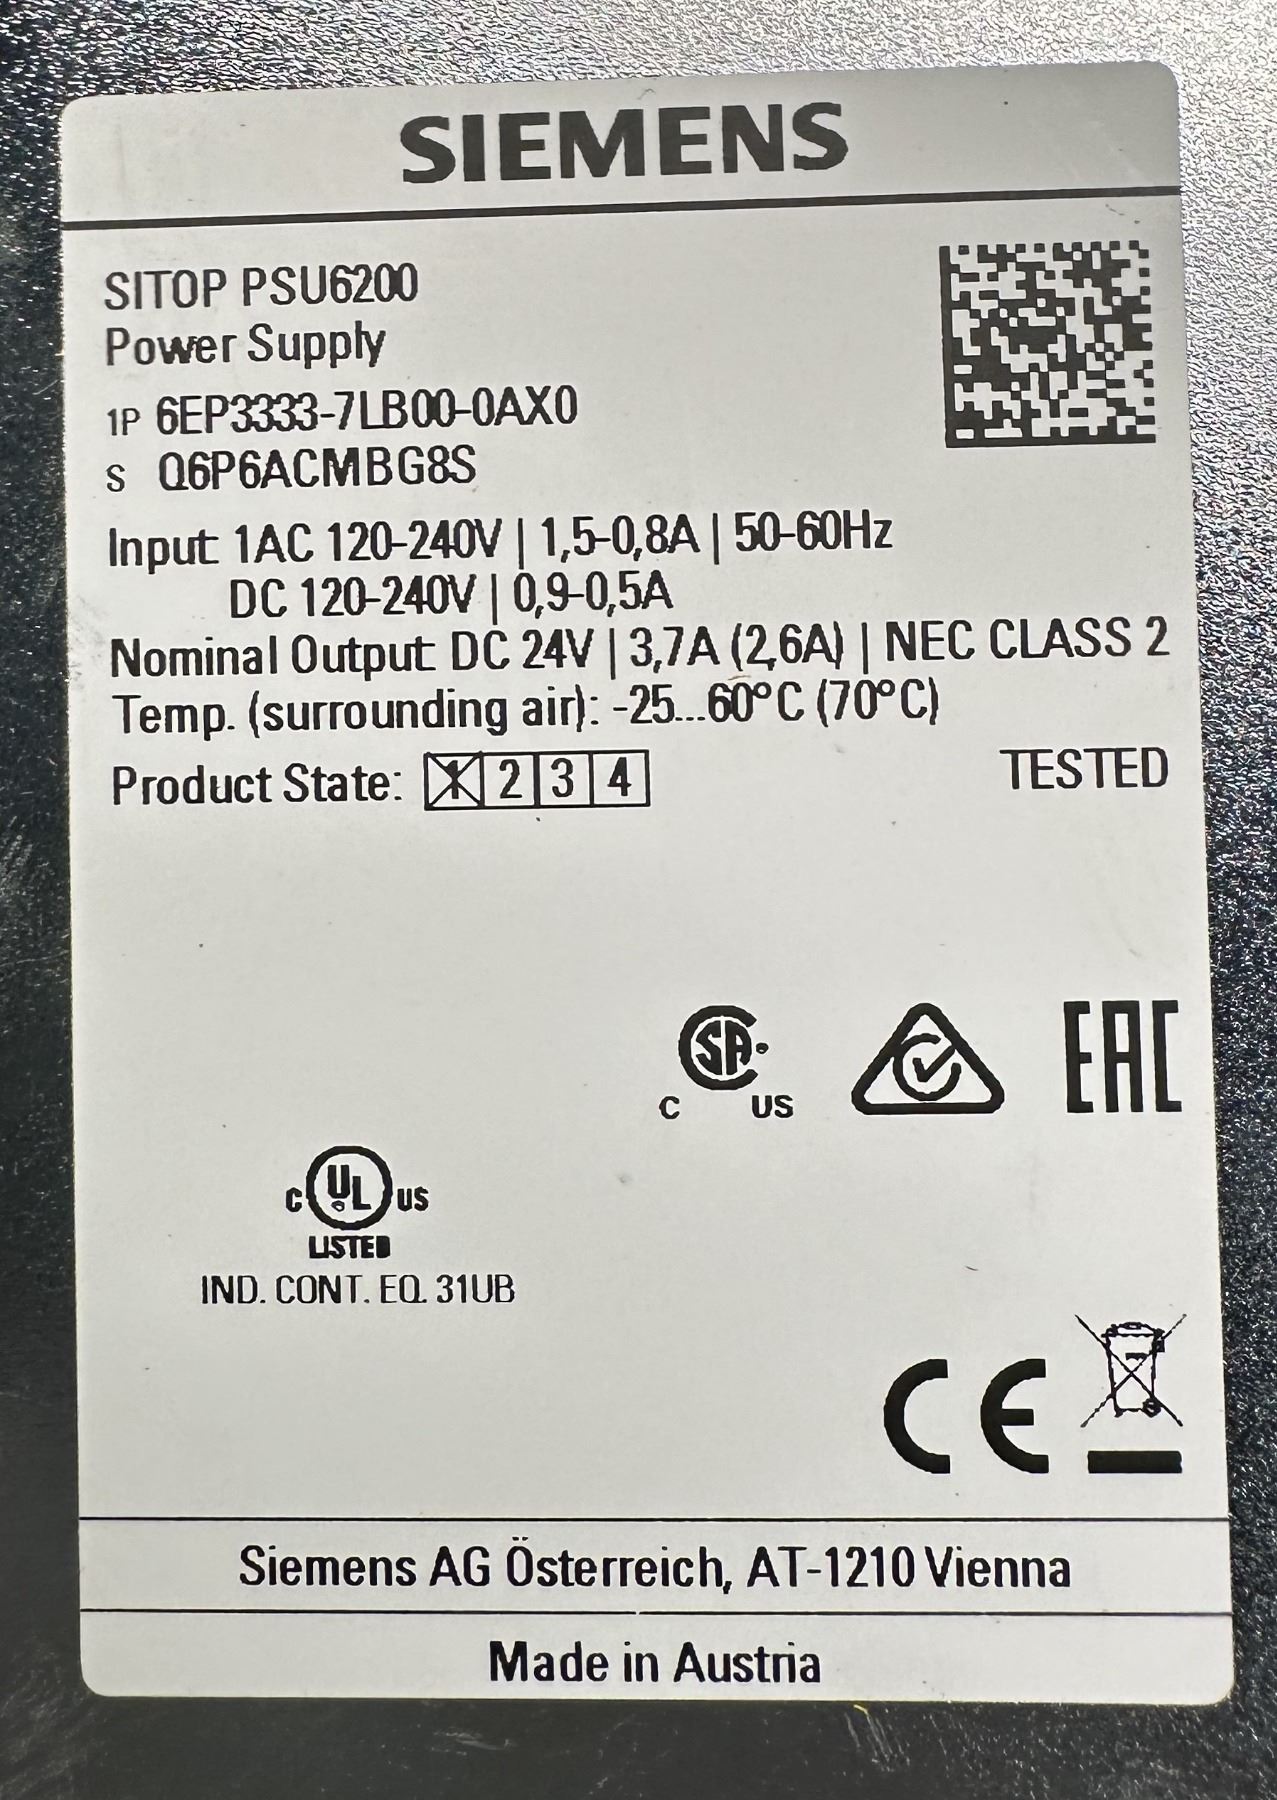 SIEMENS
SITOP PSU6200
Power Supply
1P 6EP3333-7LB00-0AX0
S Q6P6ACMBG8S
Input: 1AC 120-240V | 1,5-0,8A | 50-60Hz
DC 120-240V | 0,9-0,5A
Nominal Output: DC 24V | 3,7A (2,6A) | NEC CLASS 2
Temp. (surrounding air): -25...60°C (70°C)
Product State: 1 2 3 4
TESTED
C SA US
EAC
C UL US
LISTED
IND. CONT. EQ. 31UB
CE
Siemens AG Österreich, AT-1210 Vienna
Made in Austria